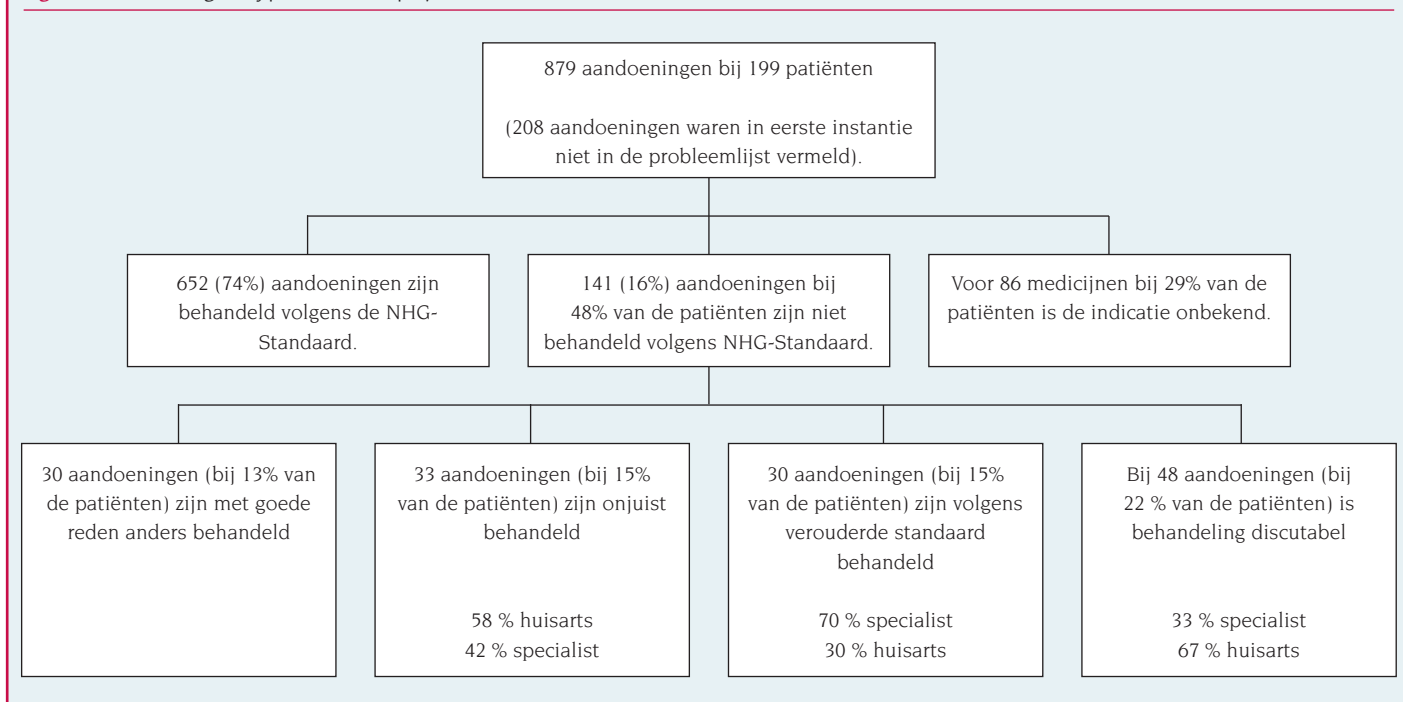 879 aandoeningen bij 199 patiënten
(208 aandoeningen waren in eerste instantie
niet in de probleemlijst vermeld).
652 (74%) aandoeningen zijn
behandeld volgens de NHG-
Standaard.
141 (16%) aandoeningen bij
48% van de patiënten zijn niet
behandeld volgens NHG-Standaard.
Voor 86 medicijnen bij 29% van de
patiënten is de indicatie onbekend.
30 aandoeningen (bij 13% van
de patiënten) zijn met goede
reden anders behandeld
33 aandoeningen (bij 15%
van de patiënten) zijn onjuist
behandeld
58 % huisarts
42 % specialist
30 aandoeningen (bij 15%
van de patiënten) zijn volgens
verouderde standaard
behandeld
70 % specialist
30 % huisarts
Bij 48 aandoeningen (bij
22 % van de patiënten) is
behandeling discutabel
33 % specialist
67 % huisarts